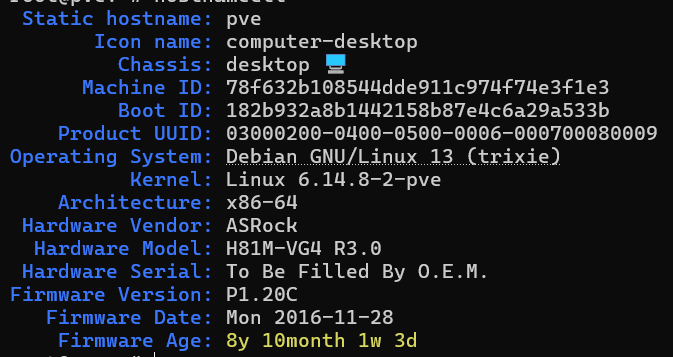 Static hostname: pve
Icon name: computer-desktop
Chassis: desktop 🖥️
Machine ID: 78f632b108544dde911c974f74e3f1e3
Boot ID: 182b932a8b1442158b87e4c6a29a533b
Product UUID: 03000200-0400-0500-0006-000700080009
Operating System: Debian GNU/Linux 13 (trixie)
Kernel: Linux 6.14.8-2-pve
Architecture: x86-64
Hardware Vendor: ASRock
Hardware Model: H81M-VG4 R3.0
Hardware Serial: To Be Filled By O.E.M.
Firmware Version: P1.20C
Firmware Date: Mon 2016-11-28
Firmware Age: 8y 10month 1w 3d